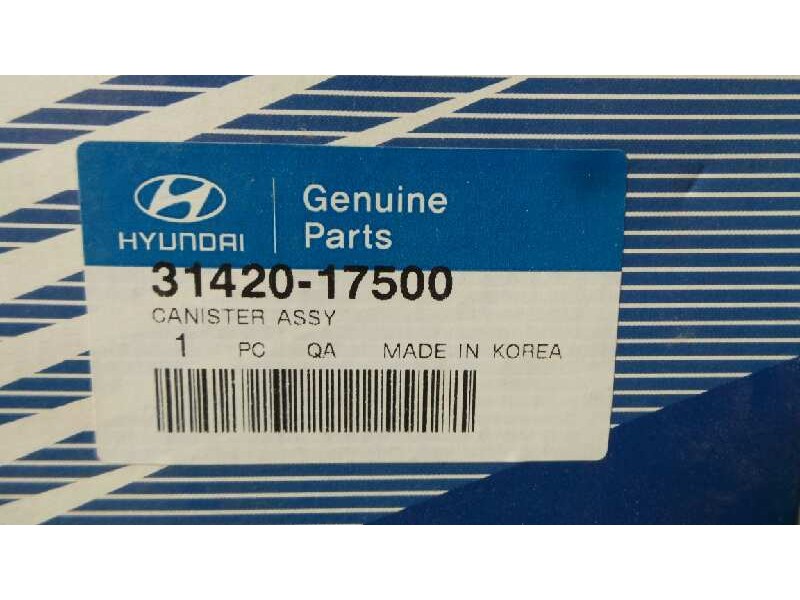 HYUNDAI
Genuine
Parts
31420-17500
CANISTER ASSY
1 PC QA MADE IN KOREA